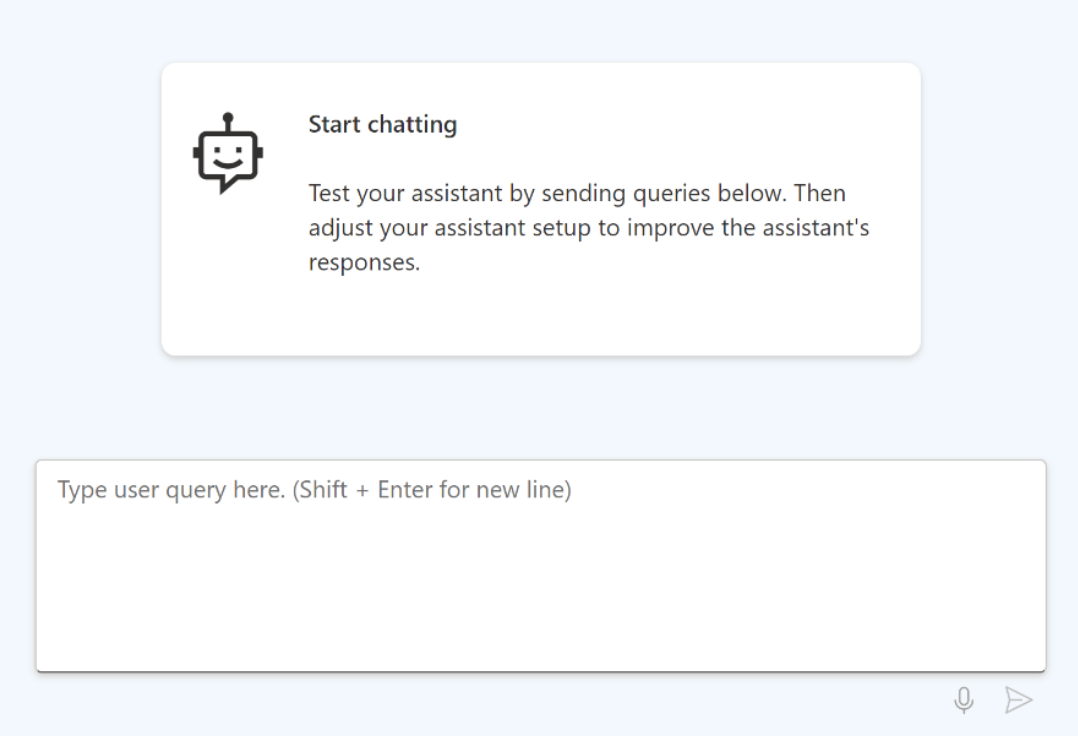 Start chatting
Test your assistant by sending queries below. Then
adjust your assistant setup to improve the assistant's
responses.
Type user query here. (Shift + Enter for new line)